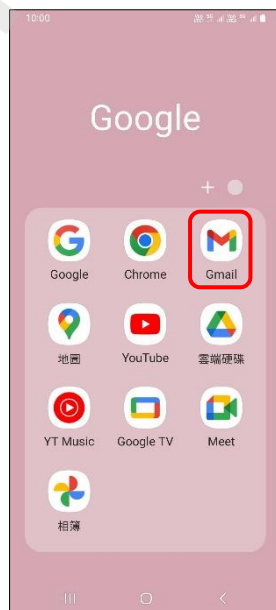 10:00
Google
Google
Chrome
Gmail
地圖
YouTube
雲端硬碟
YT Music
Google TV
Meet
相簿